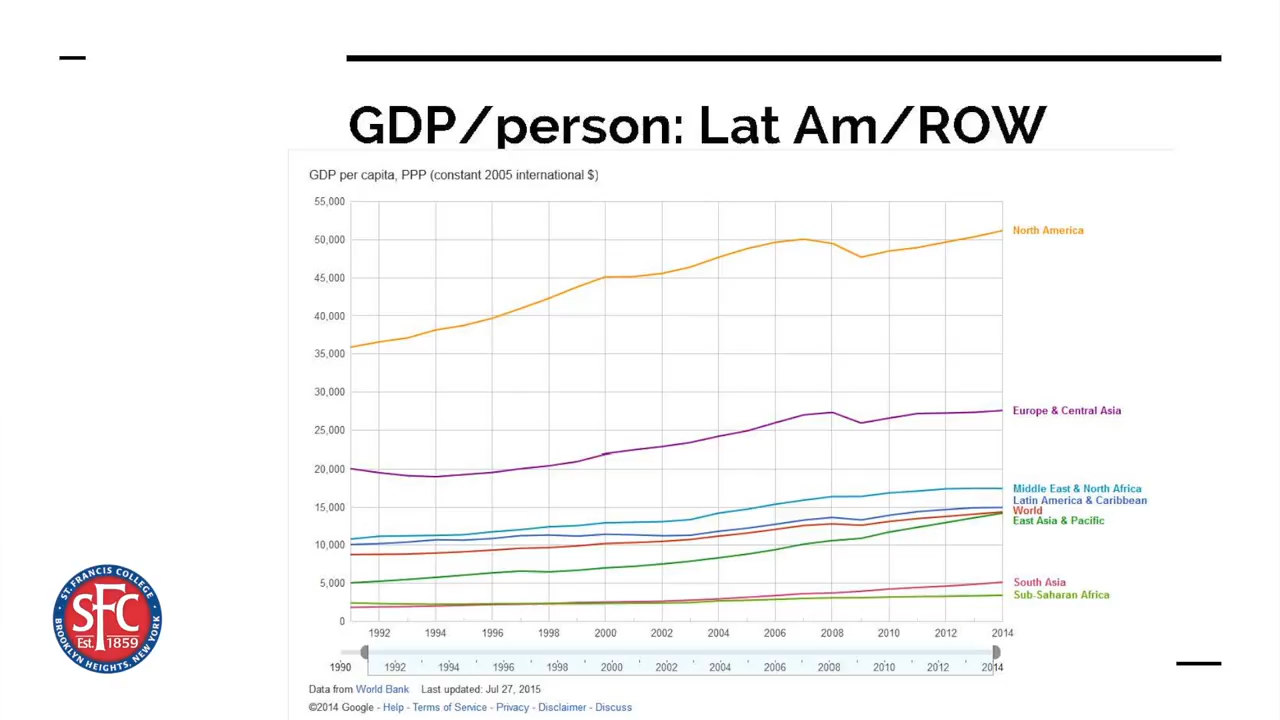 GDP/person: Lat Am/ROW
GDP per capita, PPP (constant 2005 international $)
55,000
50,000
45,000
40,000
35,000
30,000
25,000
20,000
15,000
10,000
5,000
0
North America
Europe & Central Asia
Middle East & North Africa
Latin America & Caribbean
World
East Asia & Pacific
South Asia
Sub-Saharan Africa
1992 1994 1996 1998 2000 2002 2004 2006 2008 2010 2012 2014
1990 1992 1994 1996 1998 2000 2002 2004 2006 2008 2010 2012 2014
Data from World Bank Last updated: Jul 27, 2015
©2014 Google - Help - Terms of Service - Privacy - Disclaimer - Discuss
ST. FRANCIS COLLEGE
SFC
Est. 1859
BROOKLYN HEIGHTS, NEW YORK